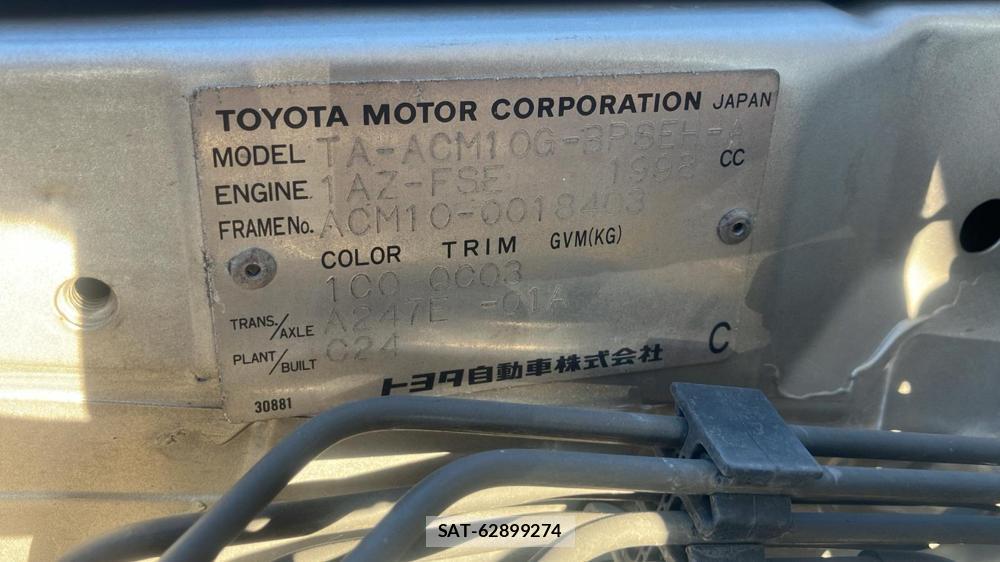 TOYOTA MOTOR CORPORATION JAPAN
MODEL TA-ACM10G-BPSEH-A
ENGINE 1AZ-FSE 1998 CC
FRAME No. ACM10-0018403
COLOR TRIM GVM(KG)
1C0 QC03
TRANS./AXLE A247E -01A
PLANT/BUILT C24
トヨタ自動車株式会社 C
30881
SAT-62899274